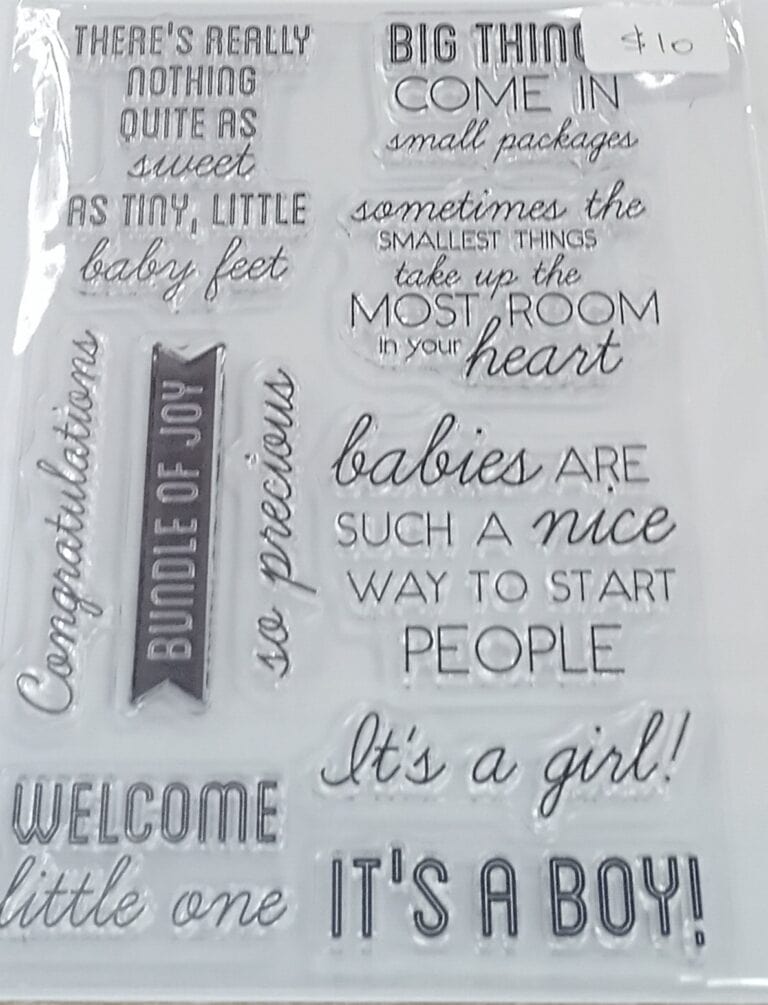 THERE'S REALLY
NOTHING
QUITE AS
sweet
AS TINY, LITTLE
baby feet
BIG THING
$10
COME IN
small packages
sometimes the
SMALLEST THINGS
take up the
MOST ROOM
in your heart
Congratulations
BUNDLE OF JOY
so precious
babies ARE
SUCH A nice
WAY TO START
PEOPLE
It's a girl!
WELCOME
little one
IT'S A BOY!